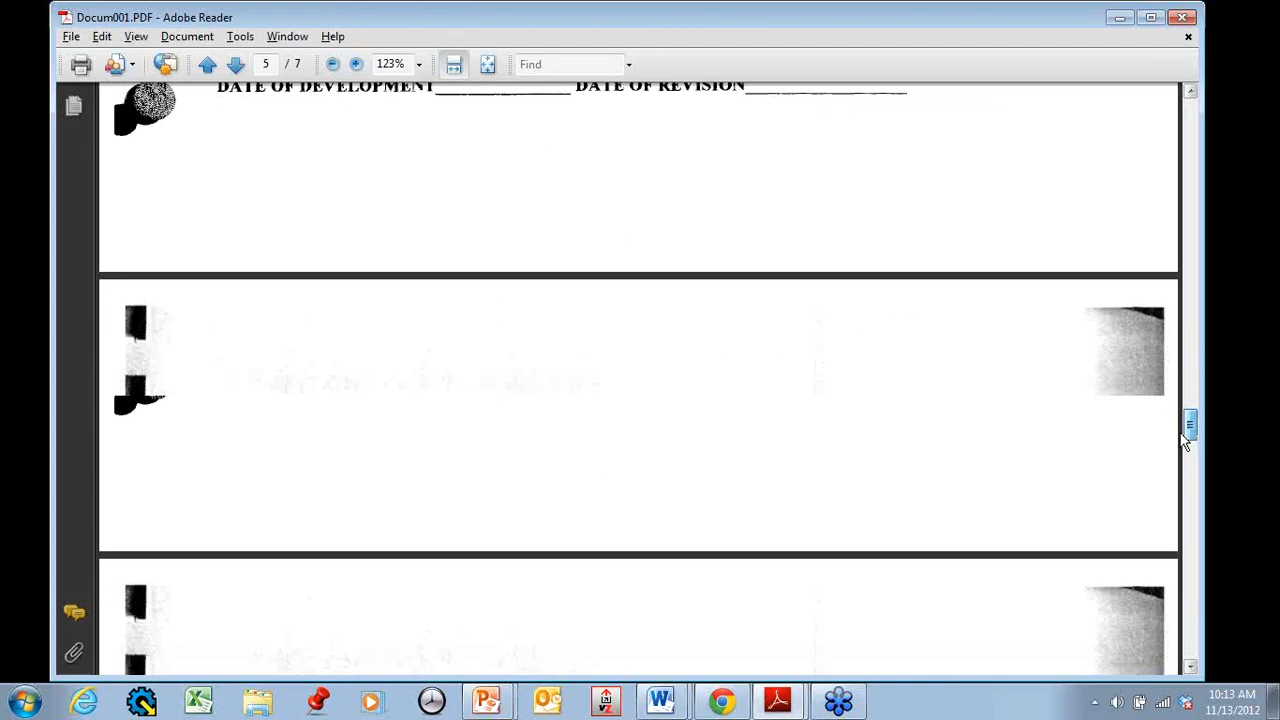 Docum001.PDF - Adobe Reader
File Edit View Document Tools Window Help
5 / 7 123% Find
DATE OF DEVELOPMENT DATE OF REVISION
10:13 AM
11/13/2012